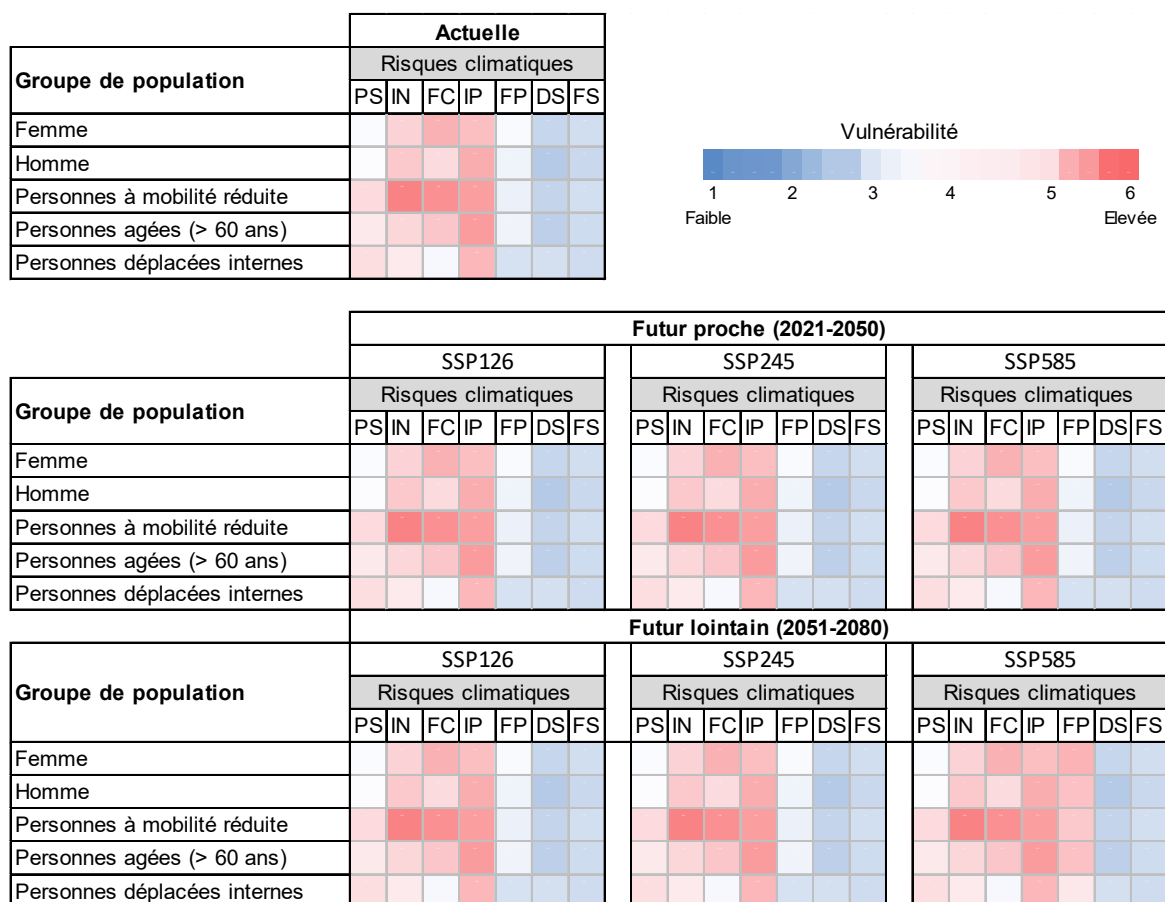 Actuelle
Groupe de population
Risques climatiques
PS IN FC IP FP DS FS
Femme
Homme
Personnes à mobilité réduite
Personnes agées (> 60 ans)
Personnes déplacées internes
Vulnérabilité
1 2 3 4 5 6
Faible Elevée
Futur proche (2021-2050)
SSP126 SSP245 SSP585
Groupe de population
Risques climatiques Risques climatiques Risques climatiques
PS IN FC IP FP DS FS PS IN FC IP FP DS FS PS IN FC IP FP DS FS
Femme
Homme
Personnes à mobilité réduite
Personnes agées (> 60 ans)
Personnes déplacées internes
Futur lointain (2051-2080)
SSP126 SSP245 SSP585
Groupe de population
Risques climatiques Risques climatiques Risques climatiques
PS IN FC IP FP DS FS PS IN FC IP FP DS FS PS IN FC IP FP DS FS
Femme
Homme
Personnes à mobilité réduite
Personnes agées (> 60 ans)
Personnes déplacées internes